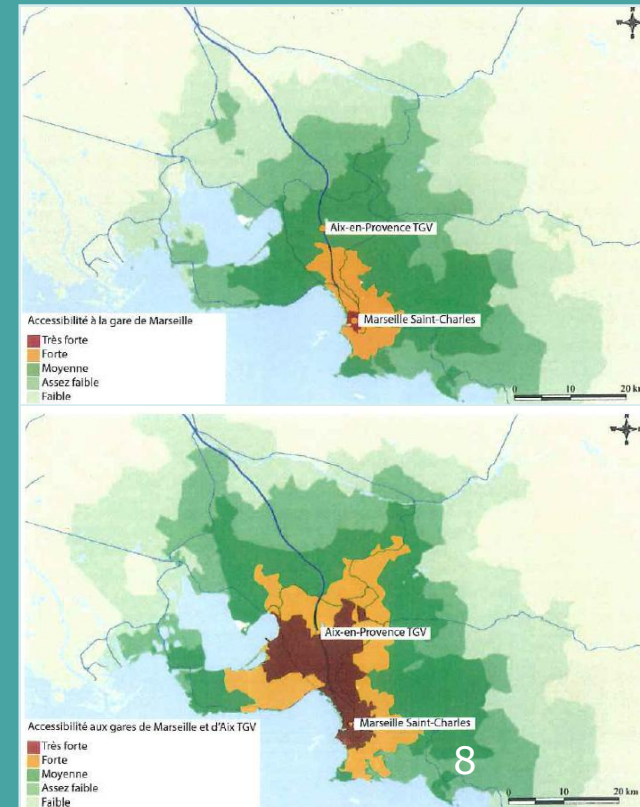 Aix-en-Provence TGV
Marseille Saint-Charles
Accessibilité à la gare de Marseille
Très forte
Forte
Moyenne
Assez faible
Faible
0 10 20 km
Aix-en-Provence TGV
Marseille Saint-Charles
Accessibilité aux gares de Marseille et d'Aix TGV
Très forte
Forte
Moyenne
Assez faible
Faible
8
0 10 20 km